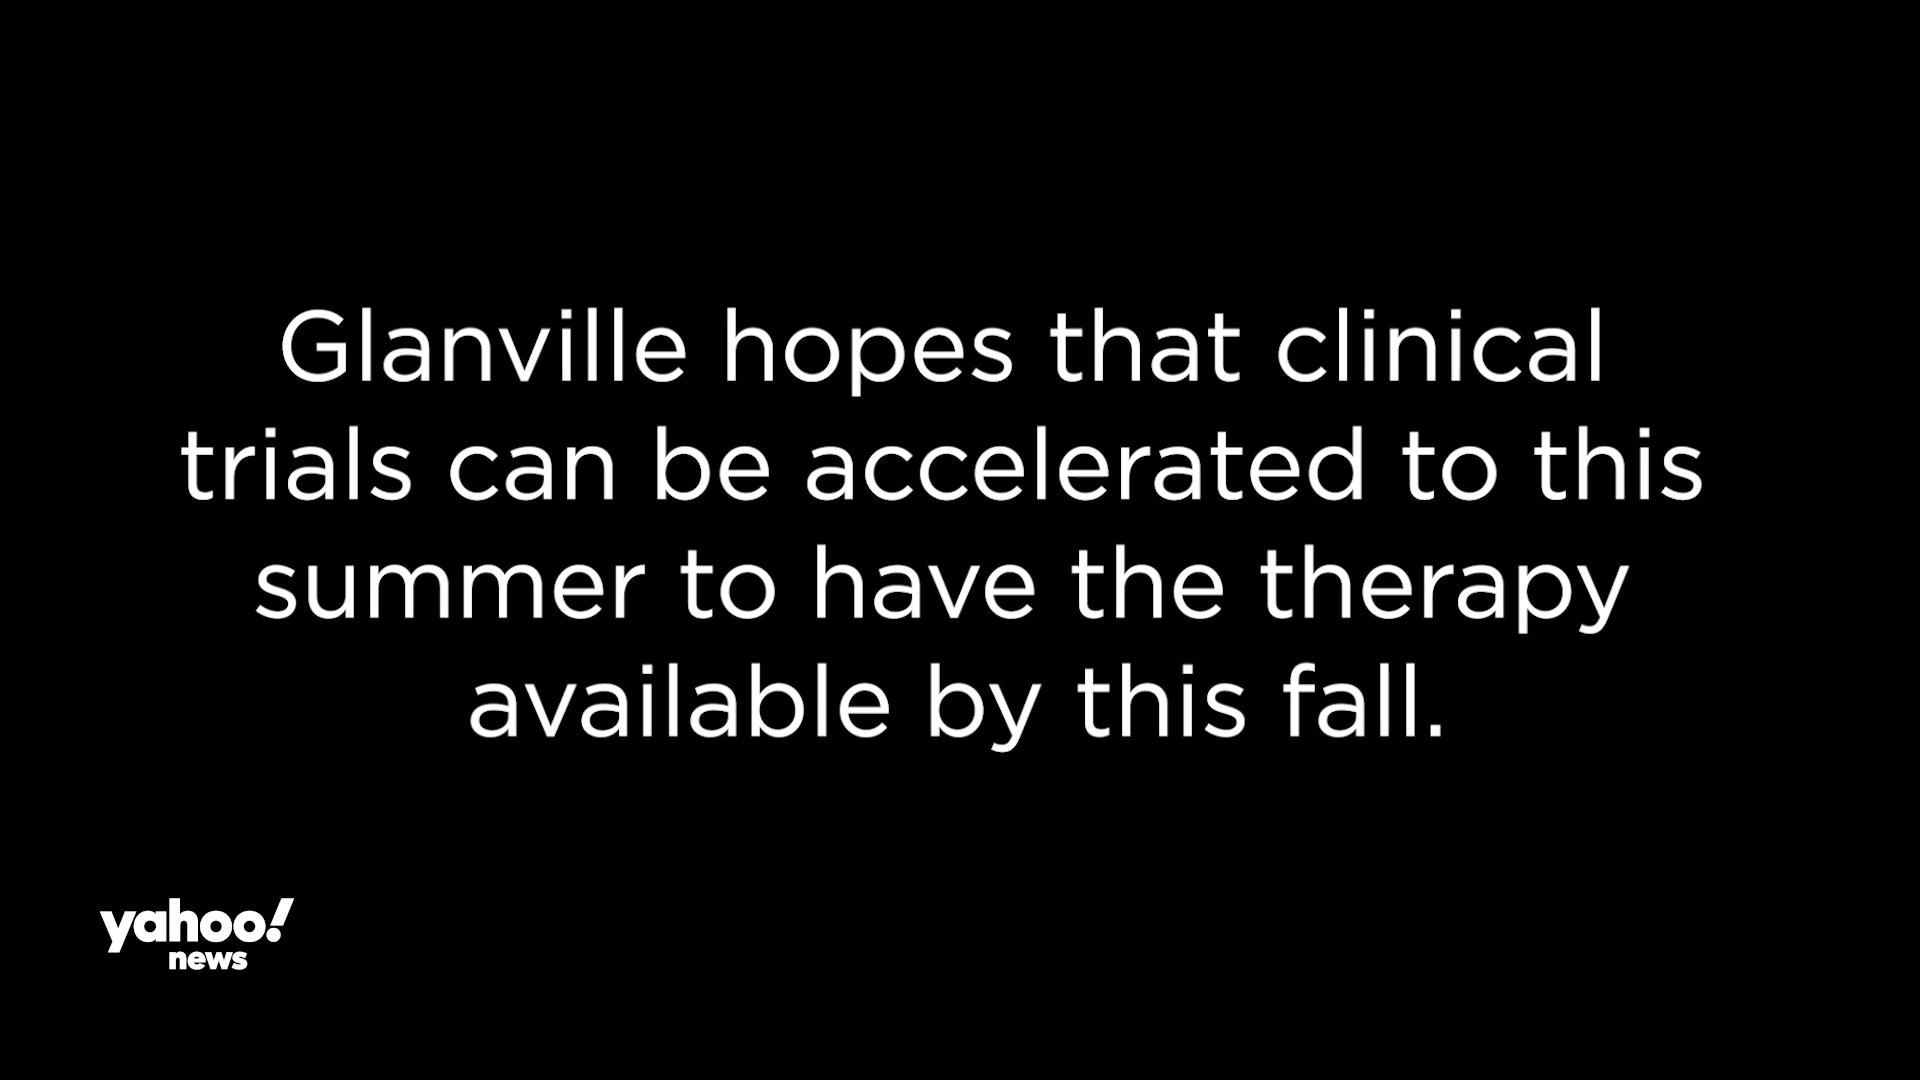 Glanville hopes that clinical
trials can be accelerated to this
summer to have the therapy
available by this fall.
yahoo!
news